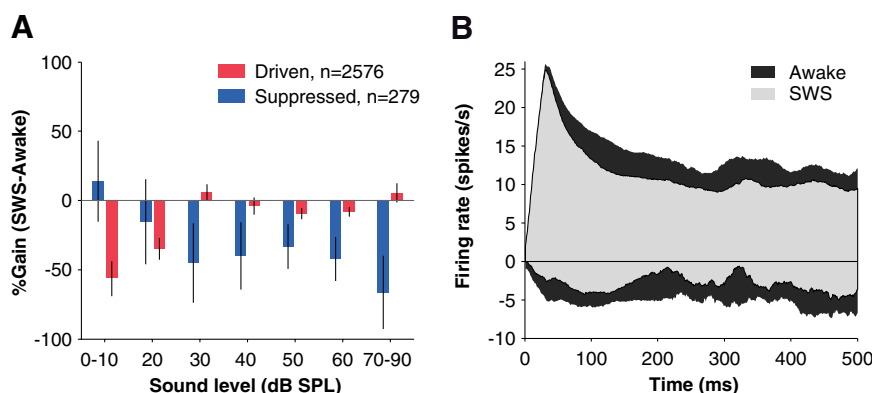 A
%Gain (SWS-Awake)
100
50
0
-50
-100
Driven, n=2576
Suppressed, n=279
0-10 20 30 40 50 60 70-90
Sound level (dB SPL)
B
Firing rate (spikes/s)
25
20
15
10
5
0
-5
-10
Awake
SWS
0 100 200 300 400 500
Time (ms)